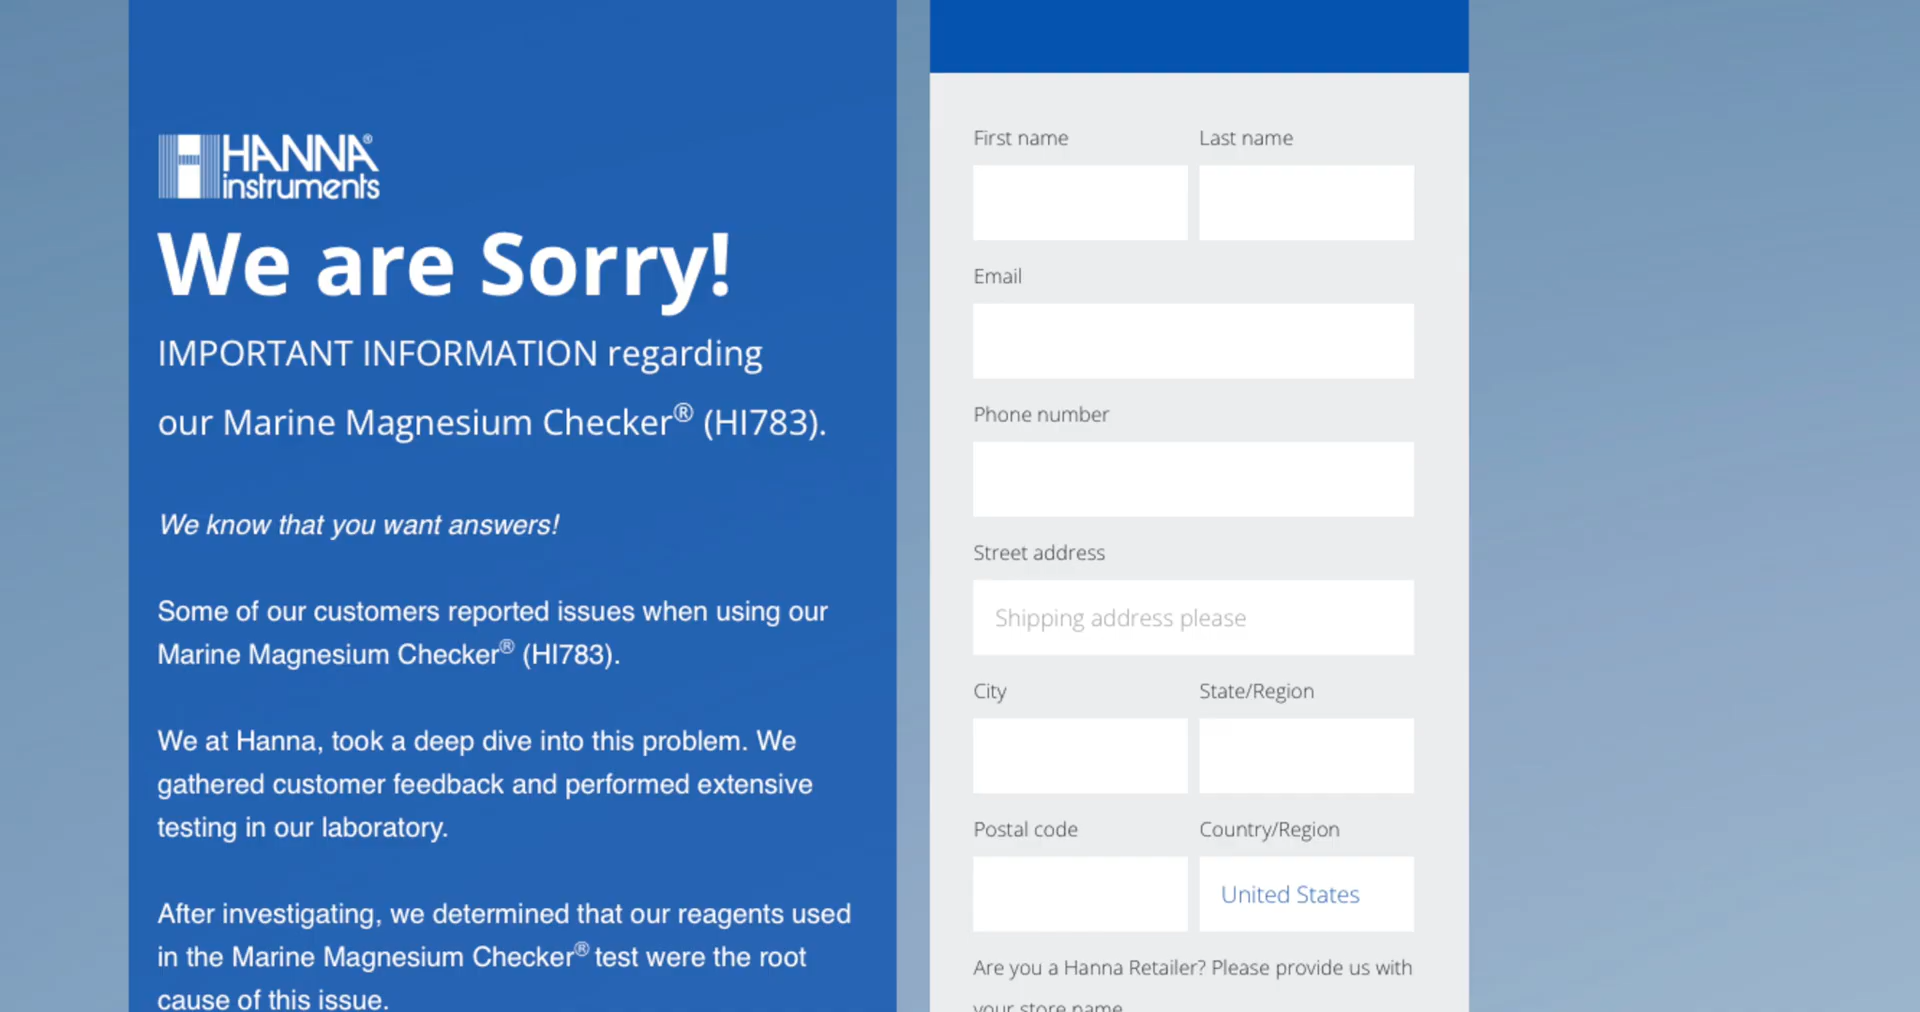 HANNA®
instruments
We are Sorry!
IMPORTANT INFORMATION regarding
our Marine Magnesium Checker® (HI783).
We know that you want answers!
Some of our customers reported issues when using our
Marine Magnesium Checker® (HI783).
We at Hanna, took a deep dive into this problem. We
gathered customer feedback and performed extensive
testing in our laboratory.
After investigating, we determined that our reagents used
in the Marine Magnesium Checker® test were the root
cause of this issue.
First name
Last name
Email
Phone number
Street address
Shipping address please
City
State/Region
Postal code
Country/Region
United States
Are you a Hanna Retailer? Please provide us with
your store name